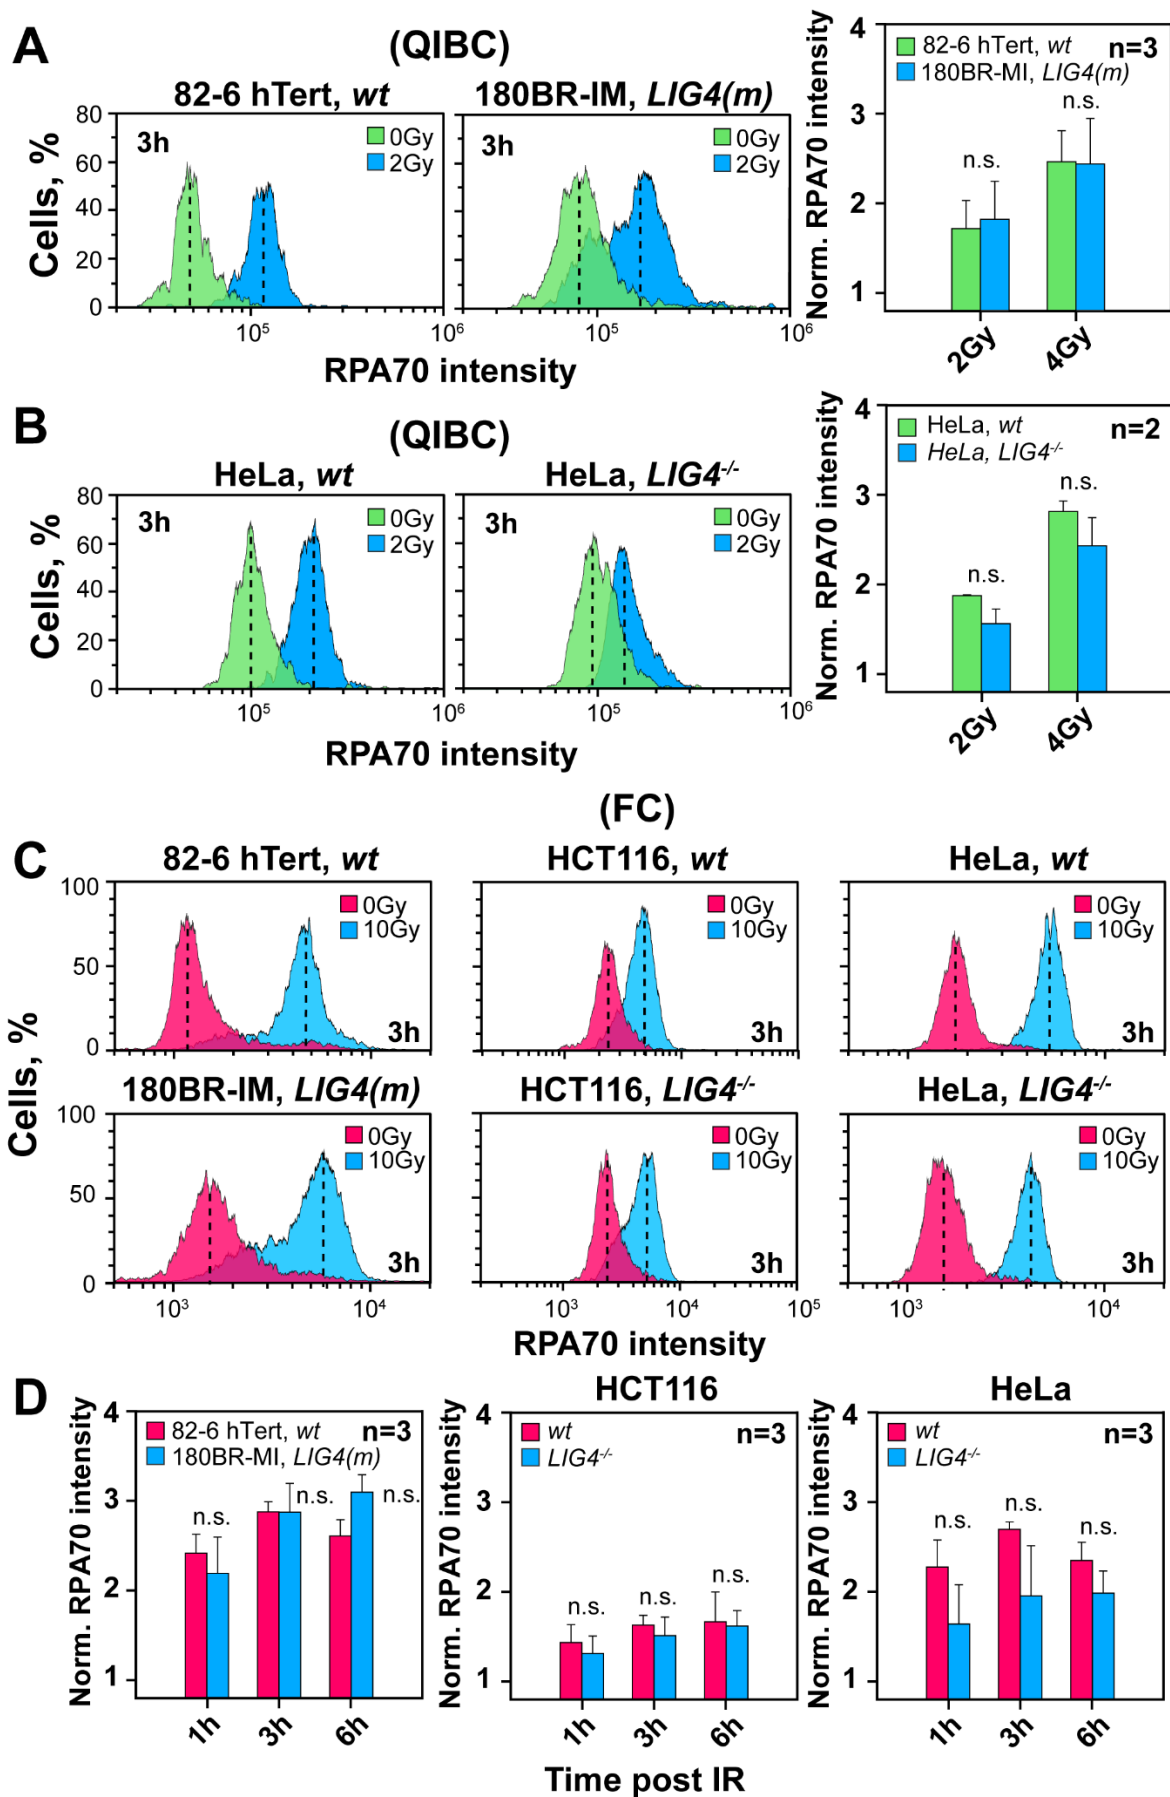 A
(QIBC)
82-6 hTert, wt
180BR-IM, LIG4(m)
Cells, %
80
60
40
20
0
3h
0Gy
2Gy
10⁵
10⁶
3h
0Gy
2Gy
10⁵
10⁶
RPA70 intensity
Norm. RPA70 intensity
4
3
2
1
82-6 hTert, wt
n=3
180BR-MI, LIG4(m)
n.s.
n.s.
2Gy
4Gy
B
(QIBC)
HeLa, wt
HeLa, LIG4⁻/⁻
Cells, %
80
60
40
20
0
3h
0Gy
2Gy
10⁵
10⁶
3h
0Gy
2Gy
10⁵
10⁶
RPA70 intensity
Norm. RPA70 intensity
4
3
2
1
HeLa, wt
n=2
HeLa, LIG4⁻/⁻
n.s.
n.s.
2Gy
4Gy
(FC)
C
82-6 hTert, wt
HCT116, wt
HeLa, wt
Cells, %
100
50
0
0Gy
10Gy
3h
0Gy
10Gy
3h
0Gy
10Gy
3h
10³
10⁴
10³
10⁴
10⁵
10³
10⁴
180BR-IM, LIG4(m)
HCT116, LIG4⁻/⁻
HeLa, LIG4⁻/⁻
100
50
0
0Gy
10Gy
3h
0Gy
10Gy
3h
0Gy
10Gy
3h
10³
10⁴
10³
10⁴
10⁵
10³
10⁴
RPA70 intensity
D
HCT116
HeLa
Norm. RPA70 intensity
4
3
2
1
82-6 hTert, wt
n=3
180BR-MI, LIG4(m)
n.s.
n.s.
n.s.
1h
3h
6h
Norm. RPA70 intensity
4
3
2
1
wt
n=3
LIG4⁻/⁻
n.s.
n.s.
n.s.
1h
3h
6h
Norm. RPA70 intensity
4
3
2
1
wt
n=3
LIG4⁻/⁻
n.s.
n.s.
n.s.
1h
3h
6h
Time post IR